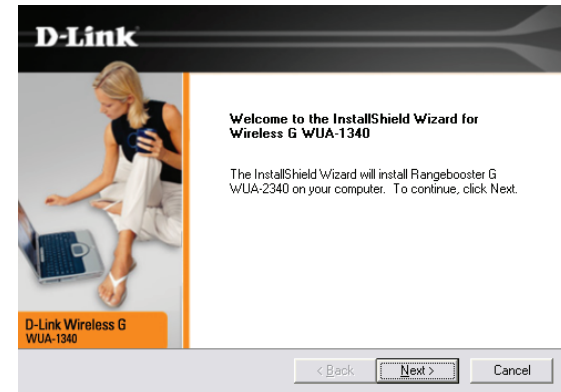 D-Link
Welcome to the InstallShield Wizard for
Wireless G WUA-1340
The InstallShield Wizard will install Rangebooster G
WUA-2340 on your computer. To continue, click Next.
D-Link Wireless G
WUA-1340
< Back
Next >
Cancel